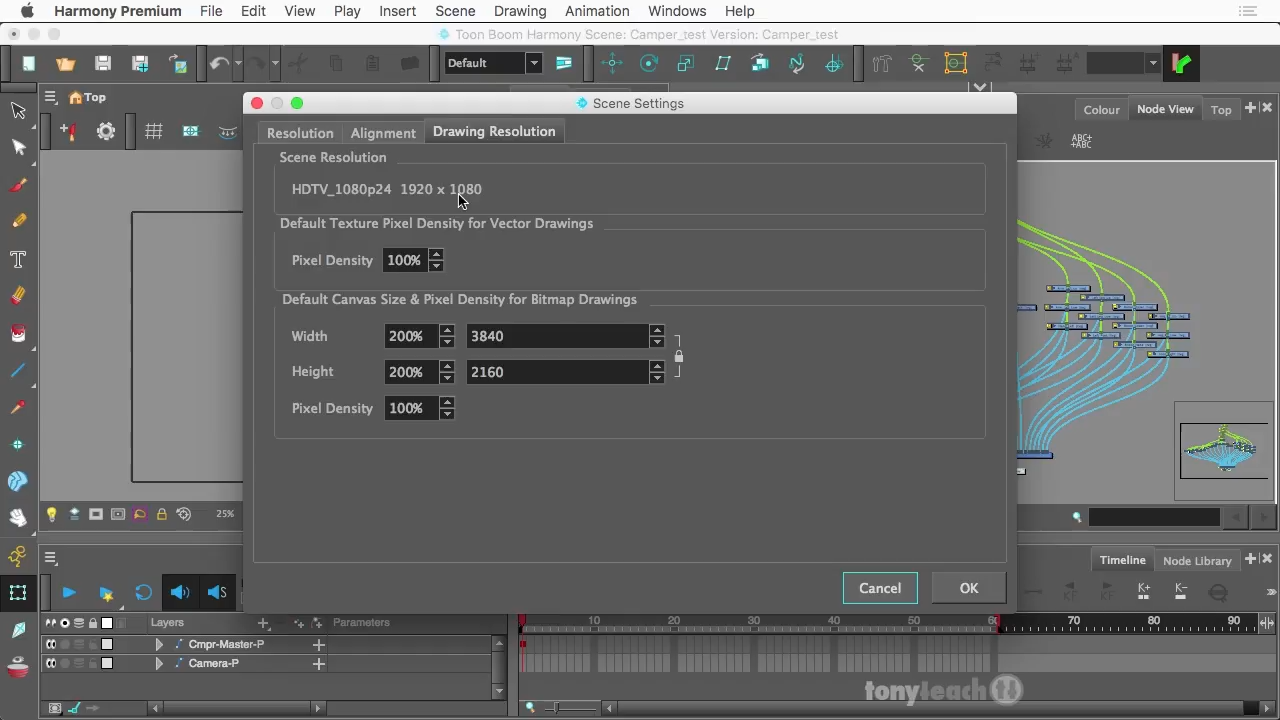 Harmony Premium File Edit View Play Insert Scene Drawing Animation Windows Help
Toon Boom Harmony Scene: Camper_test Version: Camper_test
Default
Top
Scene Settings
Colour Node View Top
Resolution Alignment Drawing Resolution
ABC+
+ABC
Scene Resolution
HDTV_1080p24 1920 x 1080
Default Texture Pixel Density for Vector Drawings
Pixel Density 100%
Default Canvas Size & Pixel Density for Bitmap Drawings
Width 200% 3840
Height 200% 2160
Pixel Density 100%
25%
Timeline Node Library
Cancel OK
Layers Parameters
10 20 30 40 50 60 70 80 90
Cmpr-Master-P
Camera-P
tonyteach